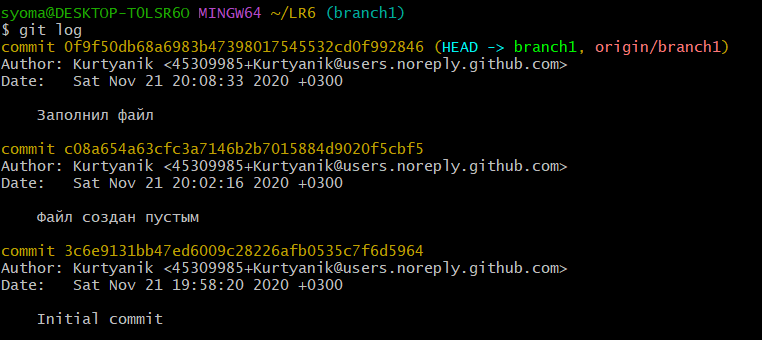 syoma@DESKTOP-T0LSR6O MINGW64 ~/LR6 (branch1)
$ git log
commit 0f9f50db68a6983b47398017545532cd0f992846 (HEAD -> branch1, origin/branch1)
Author: Kurtyanik <45309985+Kurtyanik@users.noreply.github.com>
Date:   Sat Nov 21 20:08:33 2020 +0300
    Заполнил файл
commit c08a654a63cfc3a7146b2b7015884d9020f5cbf5
Author: Kurtyanik <45309985+Kurtyanik@users.noreply.github.com>
Date:   Sat Nov 21 20:02:16 2020 +0300
    Файл создан пустым
commit 3c6e9131bb47ed6009c28226afb0535c7f6d5964
Author: Kurtyanik <45309985+Kurtyanik@users.noreply.github.com>
Date:   Sat Nov 21 19:58:20 2020 +0300
    Initial commit